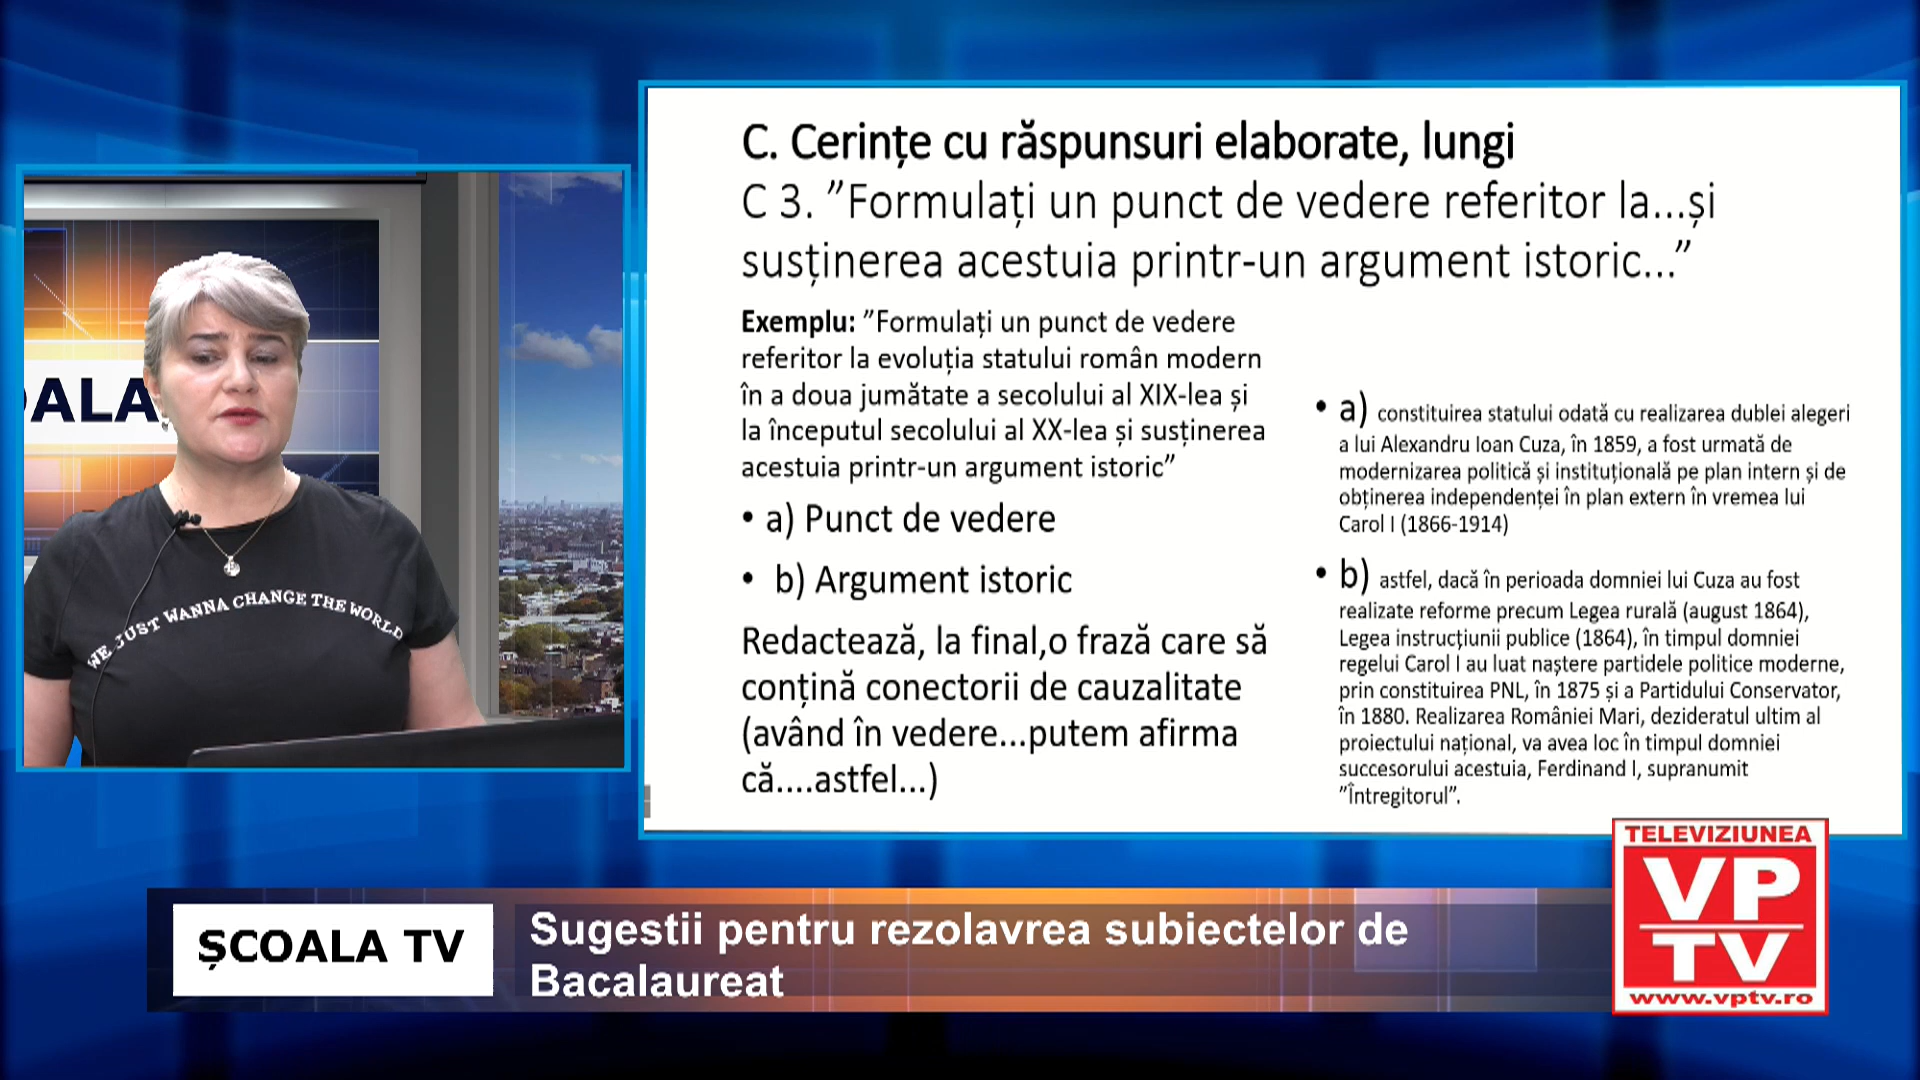 C. Cerințe cu răspunsuri elaborate, lungi
C 3. ”Formulați un punct de vedere referitor la...și
susținerea acestuia printr-un argument istoric...”
Exemplu: ”Formulați un punct de vedere
referitor la evoluția statului român modern
în a doua jumătate a secolului al XIX-lea și
la începutul secolului al XX-lea și susținerea
acestuia printr-un argument istoric”
• a) Punct de vedere
• b) Argument istoric
Redactează, la final,o frază care să
conțină conectorii de cauzalitate
(având în vedere...putem afirma
că....astfel...)
• a) constituirea statului odată cu realizarea dublei alegeri
a lui Alexandru Ioan Cuza, în 1859, a fost urmată de
modernizarea politică și instituțională pe plan intern și de
obținerea independenței în plan extern în vremea lui
Carol I (1866-1914)
• b) astfel, dacă în perioada domniei lui Cuza au fost
realizate reforme precum Legea rurală (august 1864),
Legea instrucțiunii publice (1864), în timpul domniei
regelui Carol I au luat naștere partidele politice moderne,
prin constituirea PNL, în 1875 și a Partidului Conservator,
în 1880. Realizarea României Mari, dezideratul ultim al
proiectului național, va avea loc în timpul domniei
succesorului acestuia, Ferdinand I, supranumit
”Întregitorul”.
OALA
WE JUST WANNA CHANGE THE WORLD
ȘCOALA TV
Sugestii pentru rezolavrea subiectelor de
Bacalaureat
TELEVIZIUNEA
VP
TV
www.vptv.ro